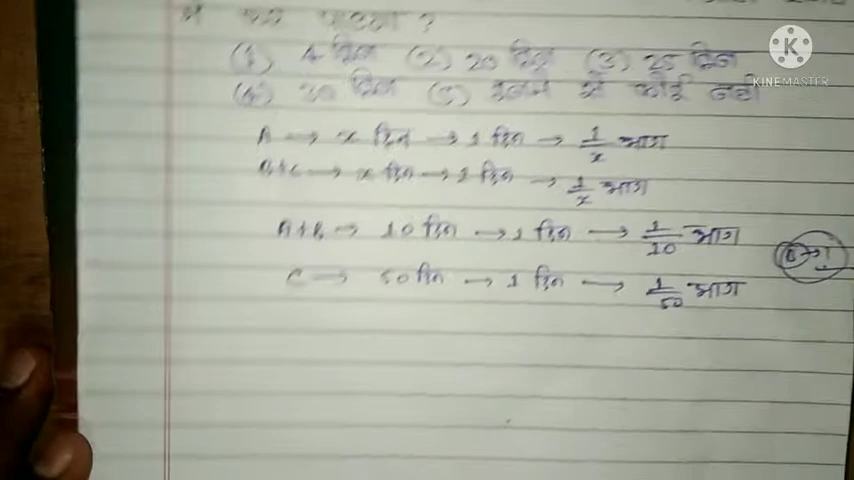 (1) 4 दिन (2) 20 दिन (3) 25 दिन
KINEMASTER
(4) 30 दिन (5) इनमें से कोई नहीं
A → x दिन → 1 दिन → 1/x भाग
B+C → x दिन → 1 दिन → 1/x भाग
A+B → 10 दिन → 1 दिन → 1/10 भाग
C → 50 दिन → 1 दिन → 1/50 भाग